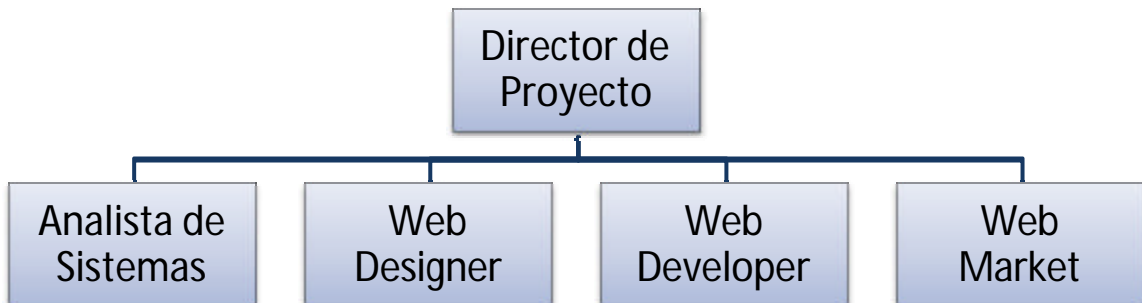 Director de
Proyecto
Analista de
Sistemas
Web
Designer
Web
Developer
Web
Market